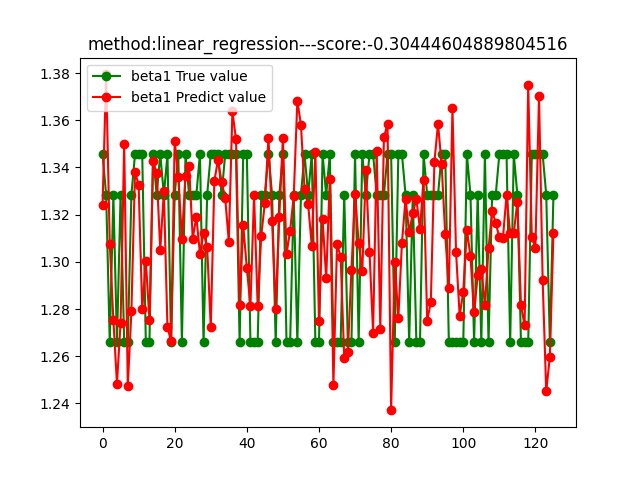 method:linear_regression---score:-0.30444604889804516
beta1 True value
beta1 Predict value
1.38
1.36
1.34
1.32
1.30
1.28
1.26
1.24
0 20 40 60 80 100 120